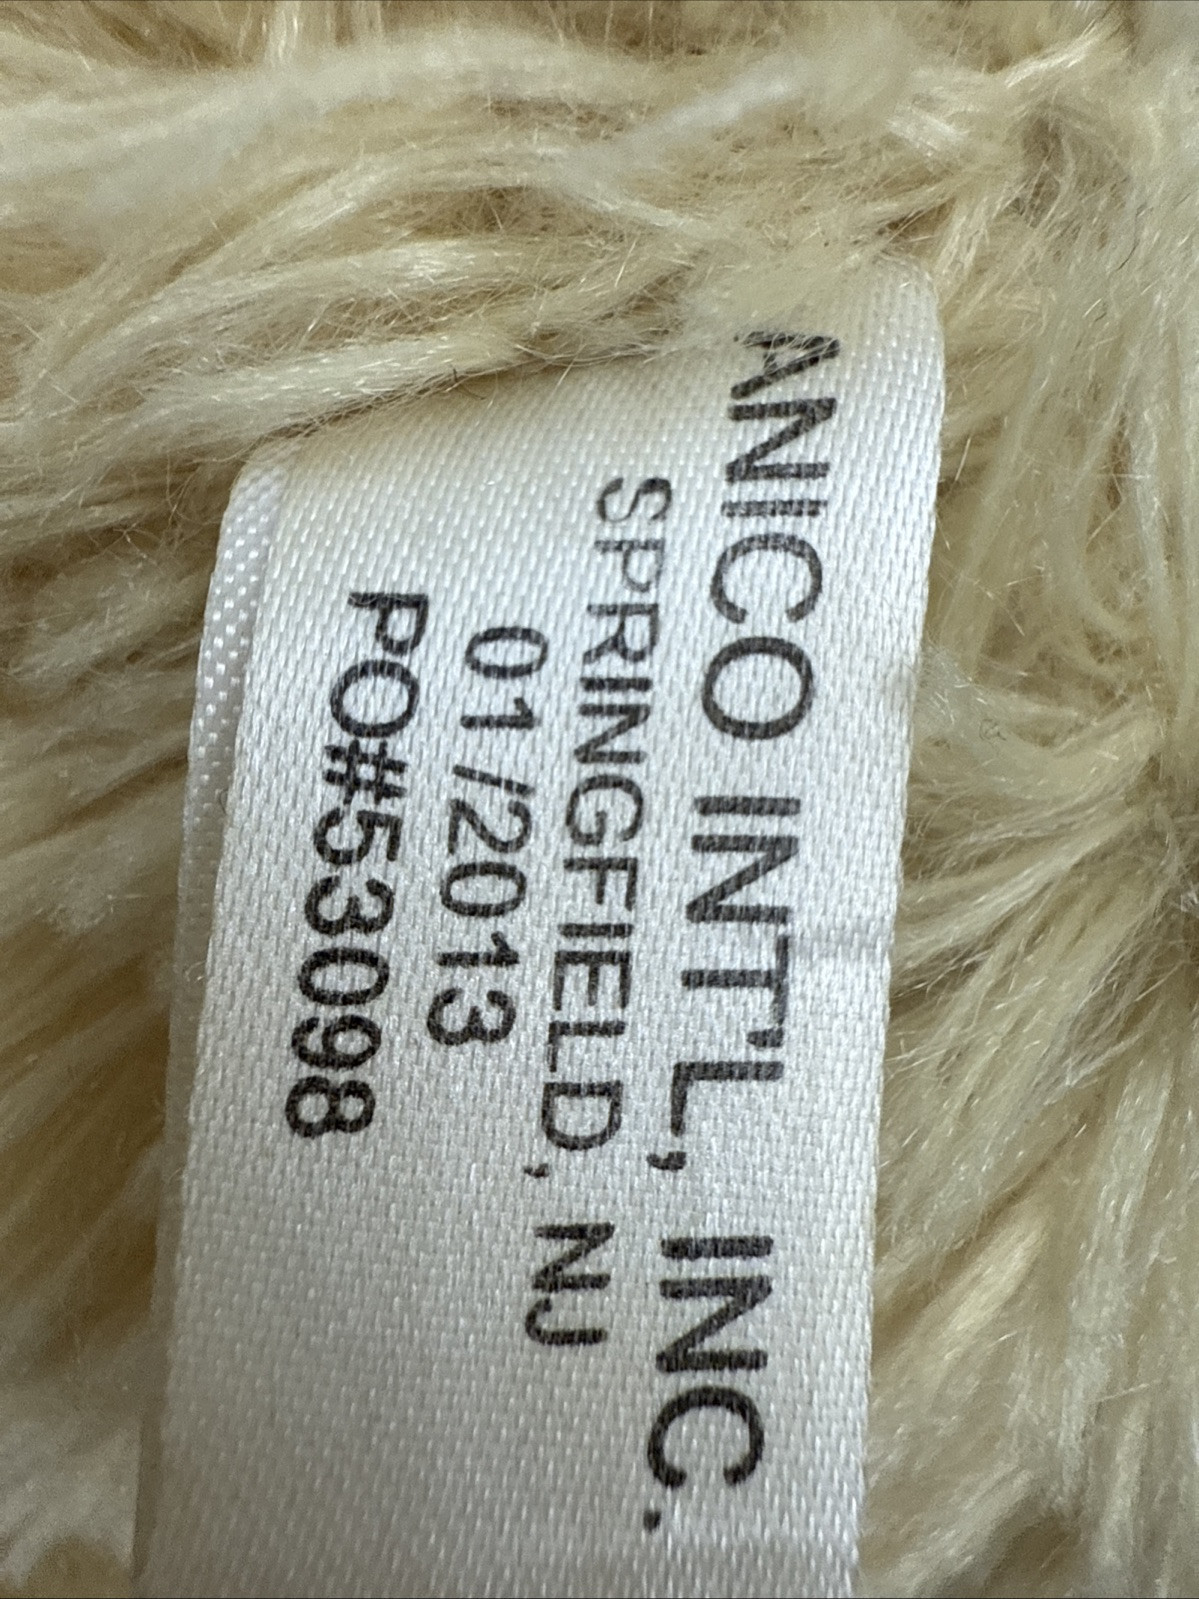 ANICO INT'L, INC.
SPRINGFIELD, NJ
01/2013
PO#53098